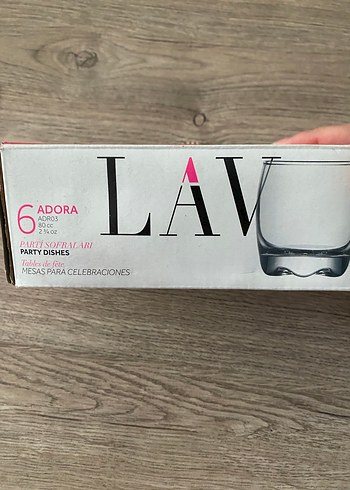 LAV
6 ADORA
ADR03
80 cc
2 ¾ oz
PARTİ SOFRALARI
PARTY DISHES
Tables de fête
MESAS PARA CELEBRACIONES